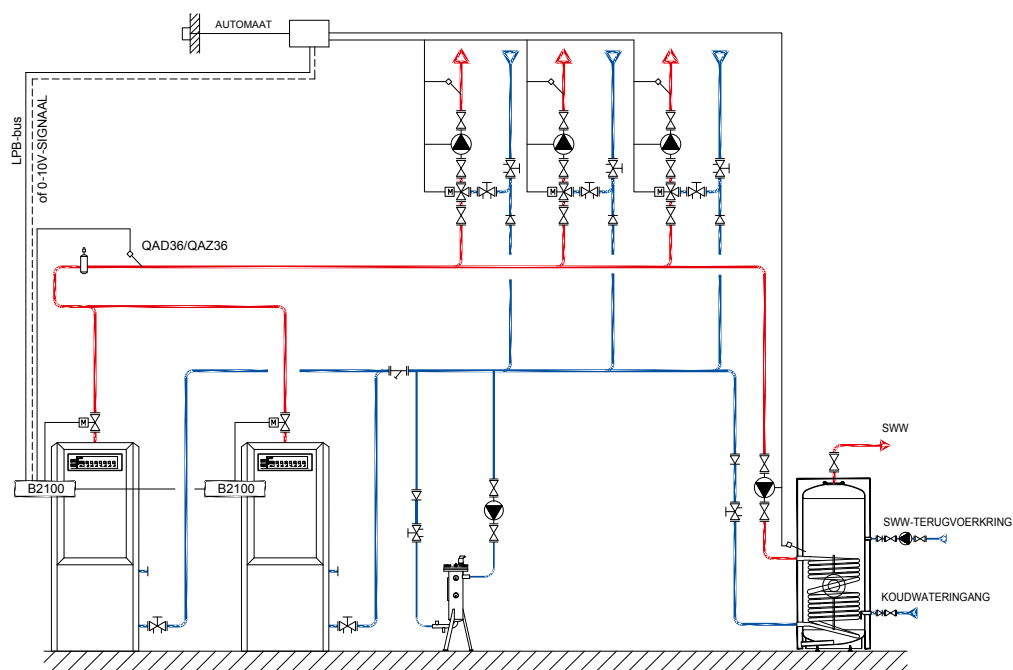 AUTOMAAT
LPB-bus
of 0-10V-SIGNAAL
QAD36/QAZ36
M
M
M
M
M
B2100
B2100
SWW
SWW-TERUGVOERKRING
KOUDWATERINGANG